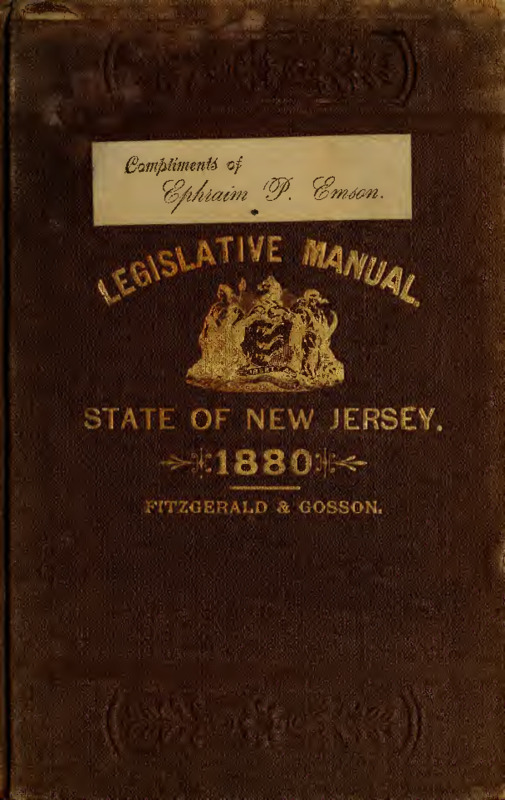 Compliments of
Ephraim P. Emson.
LEGISLATIVE MANUAL,
STATE OF NEW JERSEY.
1880
FITZGERALD & GOSSON.